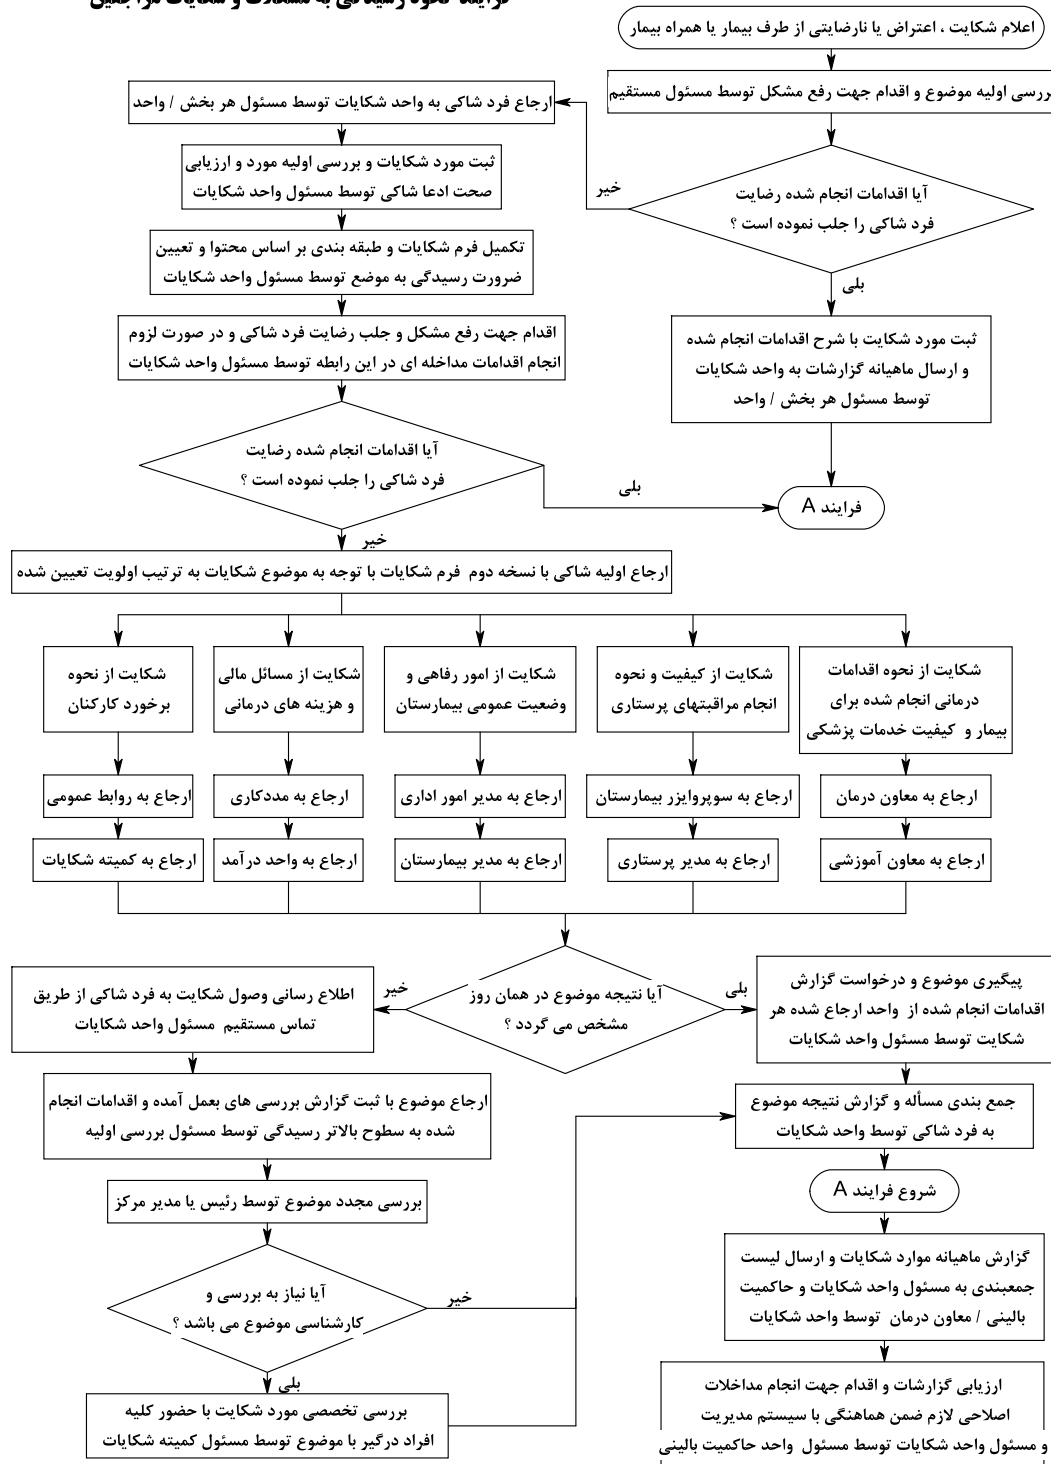 فرایند نحوه رسیدگی به مشکلات و شکایات مراجعین
اعلام شکایت ، اعتراض یا نارضایتی از طرف بیمار یا همراه بیمار
بررسی اولیه موضوع و اقدام جهت رفع مشکل توسط مسئول مستقیم
آیا اقدامات انجام شده رضایت
فرد شاکی را جلب نموده است ؟
خیر
بلی
ثبت مورد شکایت با شرح اقدامات انجام شده
و ارسال ماهیانه گزارشات به واحد شکایات
توسط مسئول هر بخش / واحد
فرایند A
ارجاع فرد شاکی به واحد شکایات توسط مسئول هر بخش / واحد
ثبت مورد شکایات و بررسی اولیه مورد و ارزیابی
صحت ادعا شاکی توسط مسئول واحد شکایات
تکمیل فرم شکایات و طبقه بندی بر اساس محتوا و تعیین
ضرورت رسیدگی به موضع توسط مسئول واحد شکایات
اقدام جهت رفع مشکل و جلب رضایت فرد شاکی و در صورت لزوم
انجام اقدامات مداخله ای در این رابطه توسط مسئول واحد شکایات
آیا اقدامات انجام شده رضایت
فرد شاکی را جلب نموده است ؟
بلی
خیر
ارجاع اولیه شاکی با نسخه دوم فرم شکایات با توجه به موضوع شکایات به ترتیب اولویت تعیین شده
شکایت از نحوه اقدامات
درمانی انجام شده برای
بیمار و کیفیت خدمات پزشکی
شکایت از کیفیت و نحوه
انجام مراقبتهای پرستاری
شکایت از امور رفاهی و
وضعیت عمومی بیمارستان
شکایت از مسائل مالی
و هزینه های درمانی
شکایت از نحوه
برخورد کارکنان
ارجاع به معاون درمان
ارجاع به سوپروایزر بیمارستان
ارجاع به مدیر امور اداری
ارجاع به مددکاری
ارجاع به روابط عمومی
ارجاع به معاون آموزشی
ارجاع به مدیر پرستاری
ارجاع به مدیر بیمارستان
ارجاع به واحد درآمد
ارجاع به کمیته شکایات
آیا نتیجه موضوع در همان روز
مشخص می گردد ؟
بلی
خیر
پیگیری موضوع و درخواست گزارش
اقدامات انجام شده از واحد ارجاع شده هر
شکایت توسط مسئول واحد شکایات
جمع بندی مسأله و گزارش نتیجه موضوع
به فرد شاکی توسط واحد شکایات
شروع فرایند A
گزارش ماهیانه موارد شکایات و ارسال لیست
جمعبندی به مسئول واحد شکایات و حاکمیت
بالینی / معاون درمان توسط واحد شکایات
ارزیابی گزارشات و اقدام جهت انجام مداخلات
اصلاحی لازم ضمن هماهنگی با سیستم مدیریت
و مسئول واحد شکایات توسط مسئول واحد حاکمیت بالینی
اطلاع رسانی وصول شکایت به فرد شاکی از طریق
تماس مستقیم مسئول واحد شکایات
ارجاع موضوع با ثبت گزارش بررسی های بعمل آمده و اقدامات انجام
شده به سطوح بالاتر رسیدگی توسط مسئول بررسی اولیه
بررسی مجدد موضوع توسط رئیس یا مدیر مرکز
آیا نیاز به بررسی و
کارشناسی موضوع می باشد ؟
خیر
بلی
بررسی تخصصی مورد شکایت با حضور کلیه
افراد درگیر با موضوع توسط مسئول کمیته شکایات